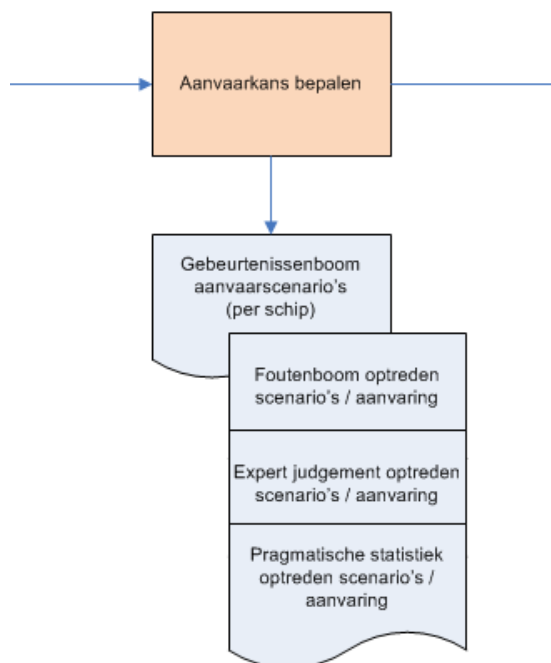 Aanvaarkans bepalen
Gebeurtenissenboom
aanvaarscenario's
(per schip)
Foutenboom optreden
scenario's / aanvaring
Expert judgement optreden
scenario's / aanvaring
Pragmatische statistiek
optreden scenario's /
aanvaring